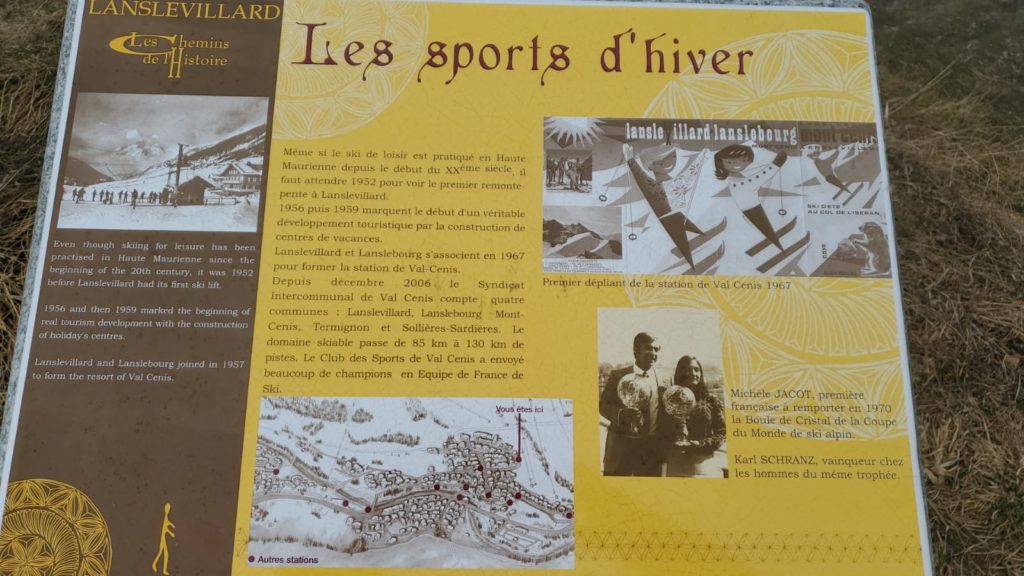 LANSLEVILLARD
Les Chemins
de l'Histoire
Les sports d'hiver
Even though skiing for leisure has been
practised in Haute Maurienne since the
beginning of the 20th century, it was 1952
before Lanslevillard had its first ski lift.
1956 and then 1959 marked the beginning of
real tourism development with the construction
of holiday's centres.
Lanslevillard and Lanslebourg joined in 1957
to form the resort of Val Cenis.
Même si le ski de loisir est pratiqué en Haute
Maurienne depuis le début du XXème siècle, il
faut attendre 1952 pour voir le premier remonte-
pente à Lanslevillard.
1956 puis 1959 marquent le début d'un véritable
développement touristique par la construction de
centres de vacances.
Lanslevillard et Lanslebourg s'associent en 1967
pour former la station de Val-Cenis.
Depuis décembre 2006 le Syndicat
Intercommunal de Val Cenis compte quatre
communes : Lanslevillard, Lanslebourg Mont-
Cenis, Termignon et Sollières-Sardières. Le
domaine skiable passe de 85 km à 130 km de
pistes. Le Club des Sports de Val Cenis a envoyé
beaucoup de champions en Equipe de France de
Ski.
lanslevillard lanslebourg mont cenis
SKI D'ETE
AU COL DE L'ISERAN
Premier dépliant de la station de Val Cenis 1967
Michèle JACOT, première
française à remporter en 1970
la Boule de Cristal de la Coupe
du Monde de ski alpin.
Karl SCHRANZ, vainqueur chez
les hommes du même trophée.
Vous êtes ici
Autres stations